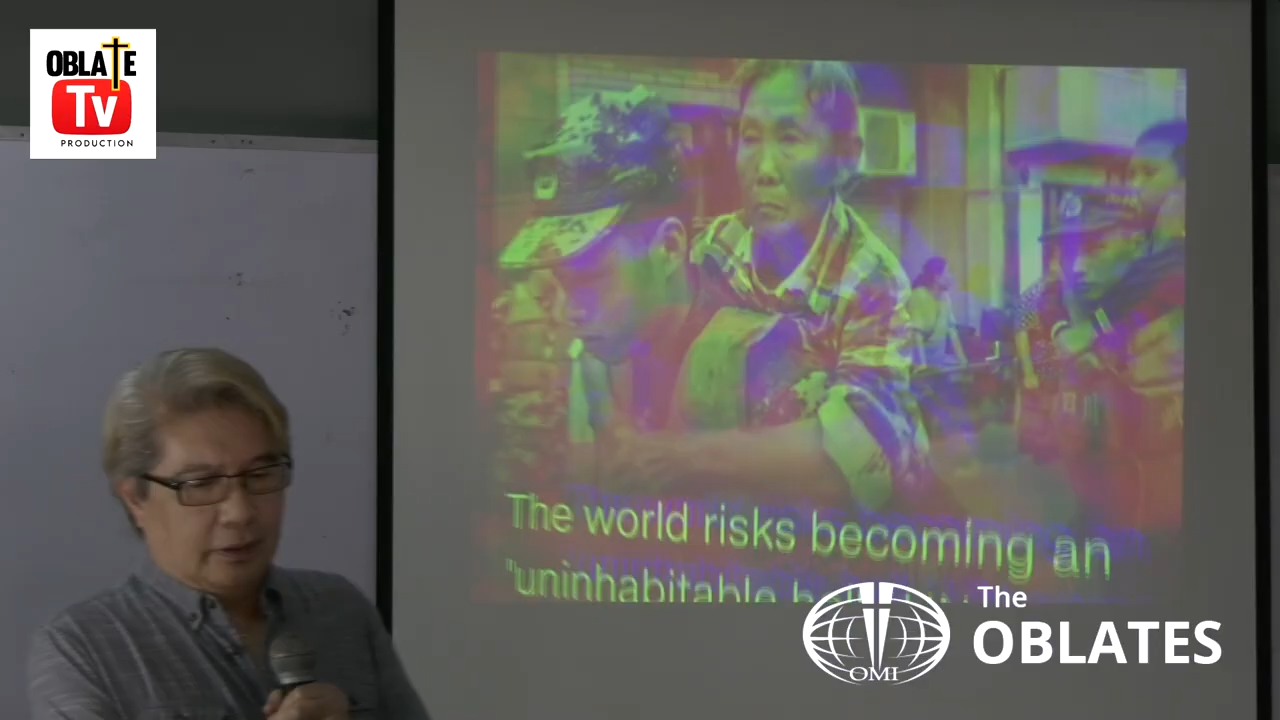 OBLATE
TV
PRODUCTION
The world risks becoming an
"uninhabitable
The
OBLATES
OMI